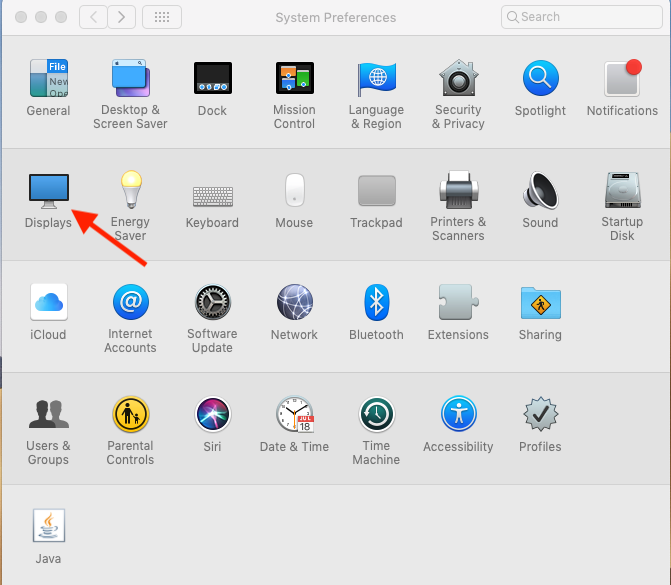 System Preferences
Search
File
New
Ope
General
Desktop &
Screen Saver
Dock
Mission
Control
Language
& Region
Security
& Privacy
Spotlight
Notifications
Displays
Energy
Saver
Keyboard
Mouse
Trackpad
Printers &
Scanners
Sound
Startup
Disk
iCloud
@
Internet
Accounts
Software
Update
Network
Bluetooth
Extensions
Sharing
Users &
Groups
Parental
Controls
Siri
JUL
18
Date & Time
Time
Machine
Accessibility
Profiles
Java